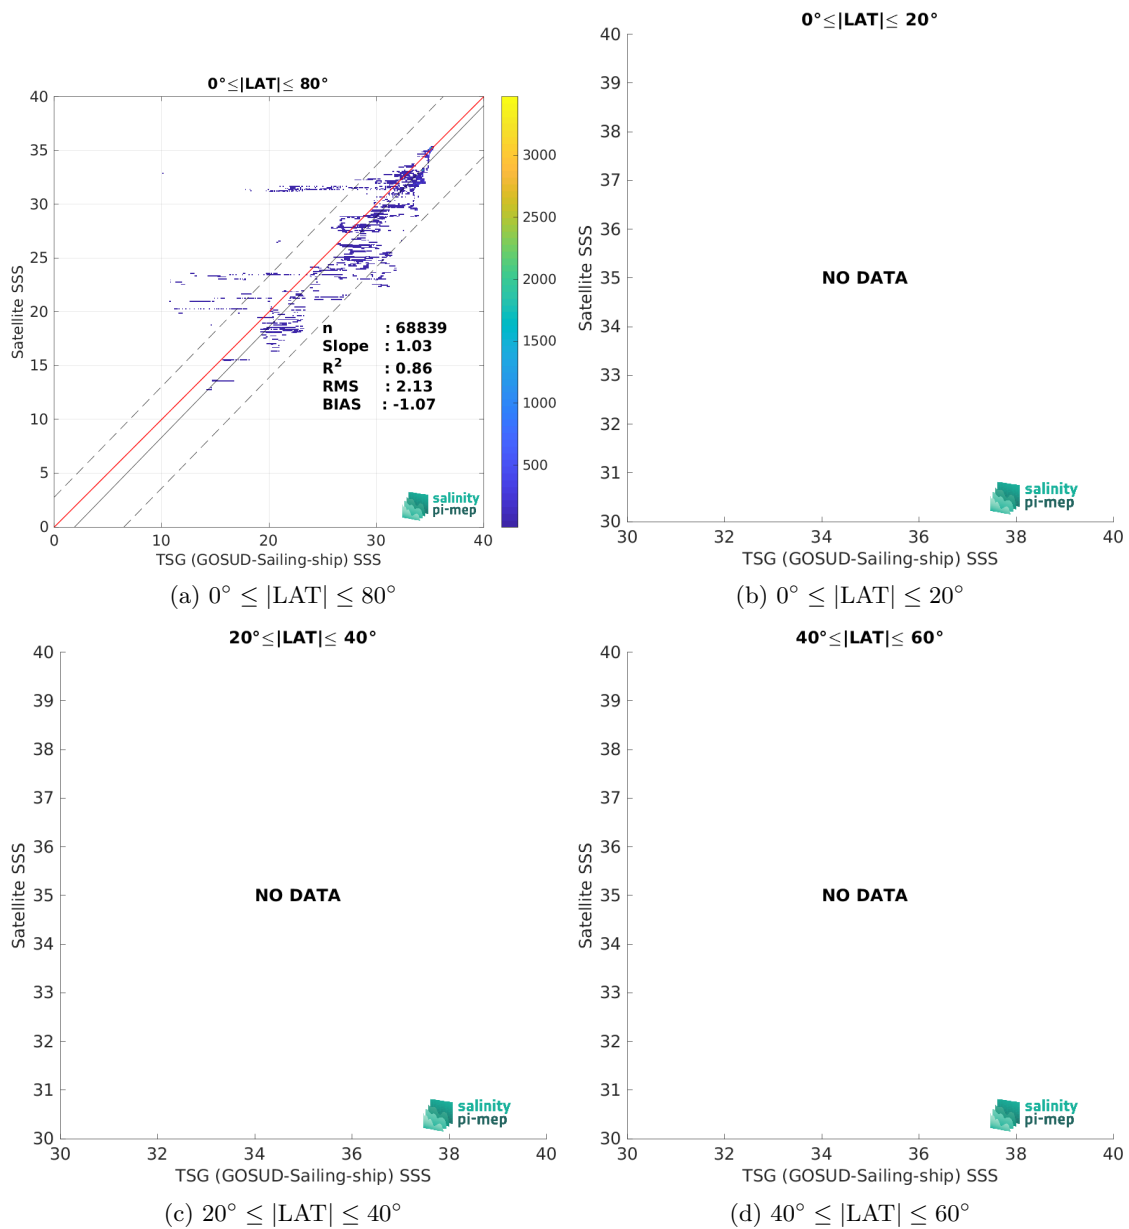 0°≤|LAT|≤ 80°
40
35
30
25
20
15
10
5
0
Satellite SSS
0
10
20
30
40
TSG (GOSUD-Sailing-ship) SSS
n : 68839
Slope : 1.03
R² : 0.86
RMS : 2.13
BIAS : -1.07
salinity
pi-mep
3000
2500
2000
1500
1000
500
(a) 0° ≤ |LAT| ≤ 80°
0°≤|LAT|≤ 20°
40
39
38
37
36
35
34
33
32
31
30
Satellite SSS
NO DATA
salinity
pi-mep
30
32
34
36
38
40
TSG (GOSUD-Sailing-ship) SSS
(b) 0° ≤ |LAT| ≤ 20°
20°≤|LAT|≤ 40°
40
39
38
37
36
35
34
33
32
31
30
Satellite SSS
NO DATA
salinity
pi-mep
30
32
34
36
38
40
TSG (GOSUD-Sailing-ship) SSS
(c) 20° ≤ |LAT| ≤ 40°
40°≤|LAT|≤ 60°
40
39
38
37
36
35
34
33
32
31
30
Satellite SSS
NO DATA
salinity
pi-mep
30
32
34
36
38
40
TSG (GOSUD-Sailing-ship) SSS
(d) 40° ≤ |LAT| ≤ 60°